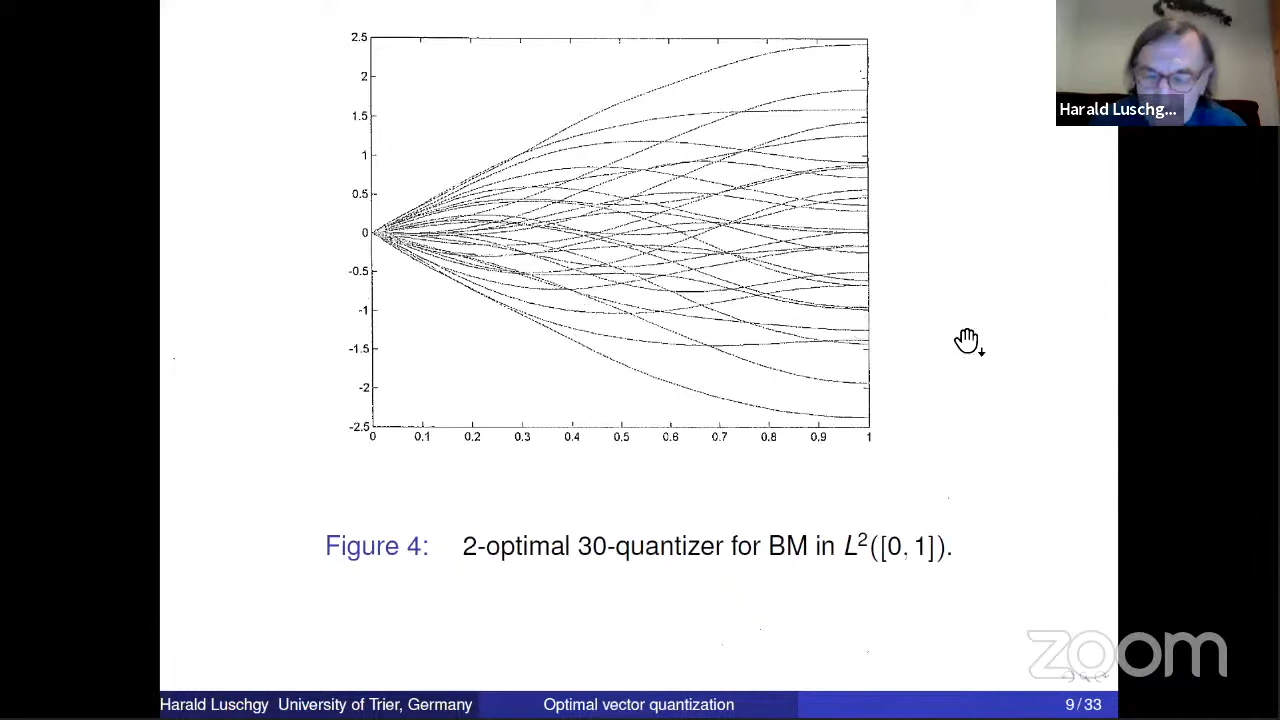 2.5
2
1.5
1
0.5
0
-0.5
-1
-1.5
-2
-2.5
0 0.1 0.2 0.3 0.4 0.5 0.6 0.7 0.8 0.9 1
Harald Luschg...
Figure 4: 2-optimal 30-quantizer for BM in L²([0, 1]).
zoom
Harald Luschgy University of Trier, Germany Optimal vector quantization 9 / 33